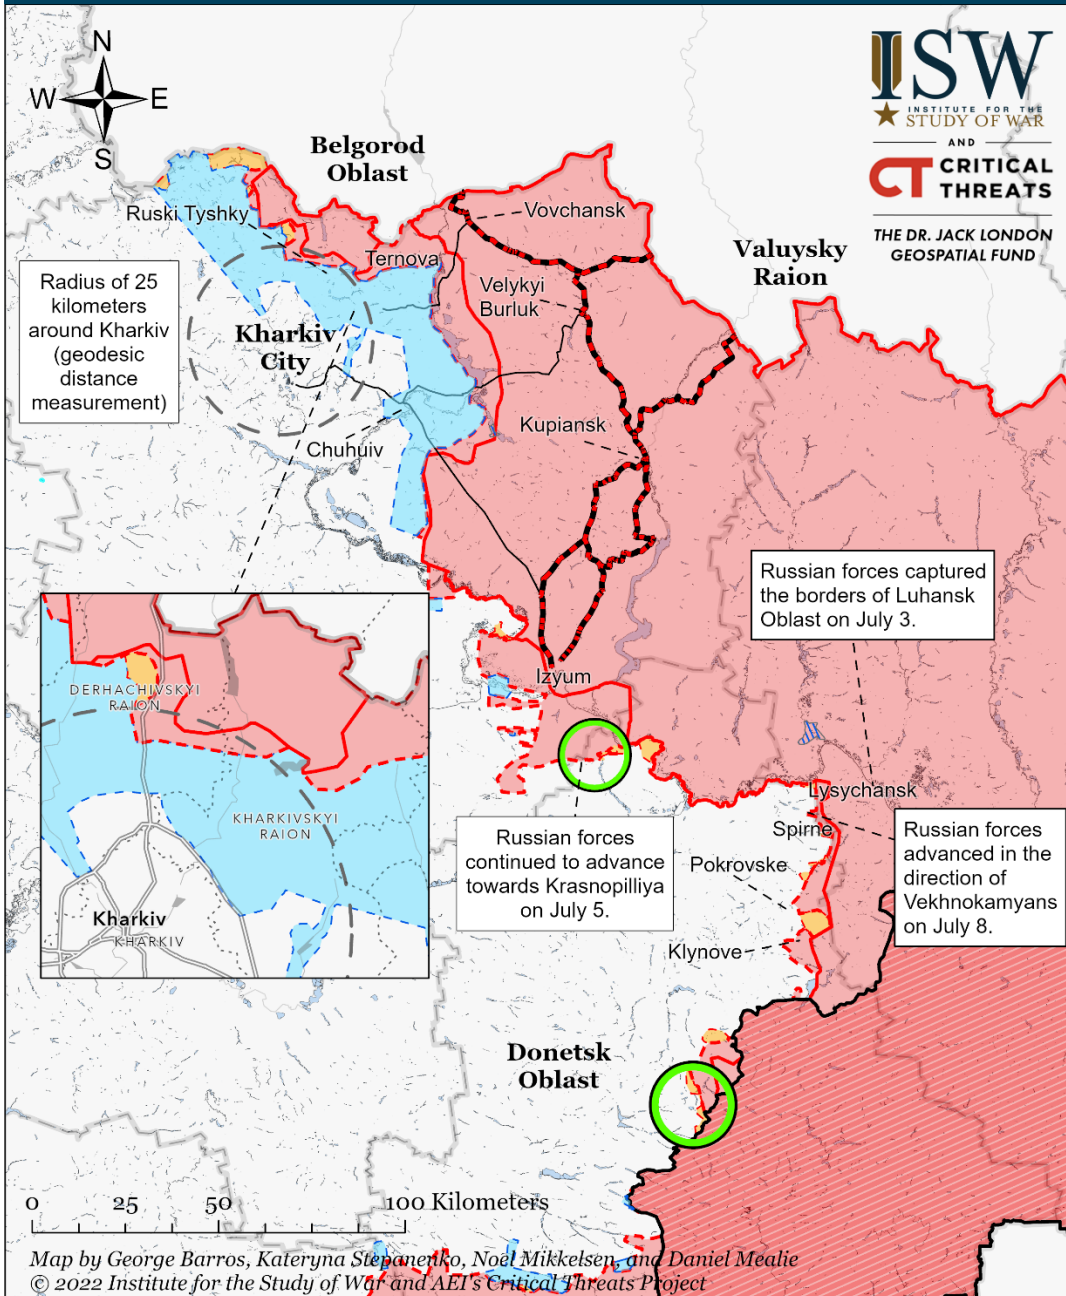 N
W
E
S
ISW
INSTITUTE FOR THE
STUDY OF WAR
AND
CT CRITICAL
THREATS
THE DR. JACK LONDON
GEOSPATIAL FUND
Belgorod
Oblast
Ruski Tyshky
Vovchansk
Ternova
Valuysky
Raion
Radius of 25
kilometers
around Kharkiv
(geodesic
distance
measurement)
Velykyi
Burluk
Kharkiv
City
Kupiansk
Chuhuiv
Russian forces captured
the borders of Luhansk
Oblast on July 3.
Izyum
DERHACHIVSKYI
RAION
KHARKIVSKYI
RAION
Kharkiv
KHARKIV
Lysychansk
Spirne
Pokrovske
Klynove
Russian forces
continued to advance
towards Krasnopilliya
on July 5.
Russian forces
advanced in the
direction of
Vekhnokamyans
on July 8.
Donetsk
Oblast
0 25 50 100 Kilometers
Map by George Barros, Kateryna Stepanenko, Noel Mikkelsen, and Daniel Mealie
© 2022 Institute for the Study of War and AEI's Critical Threats Project